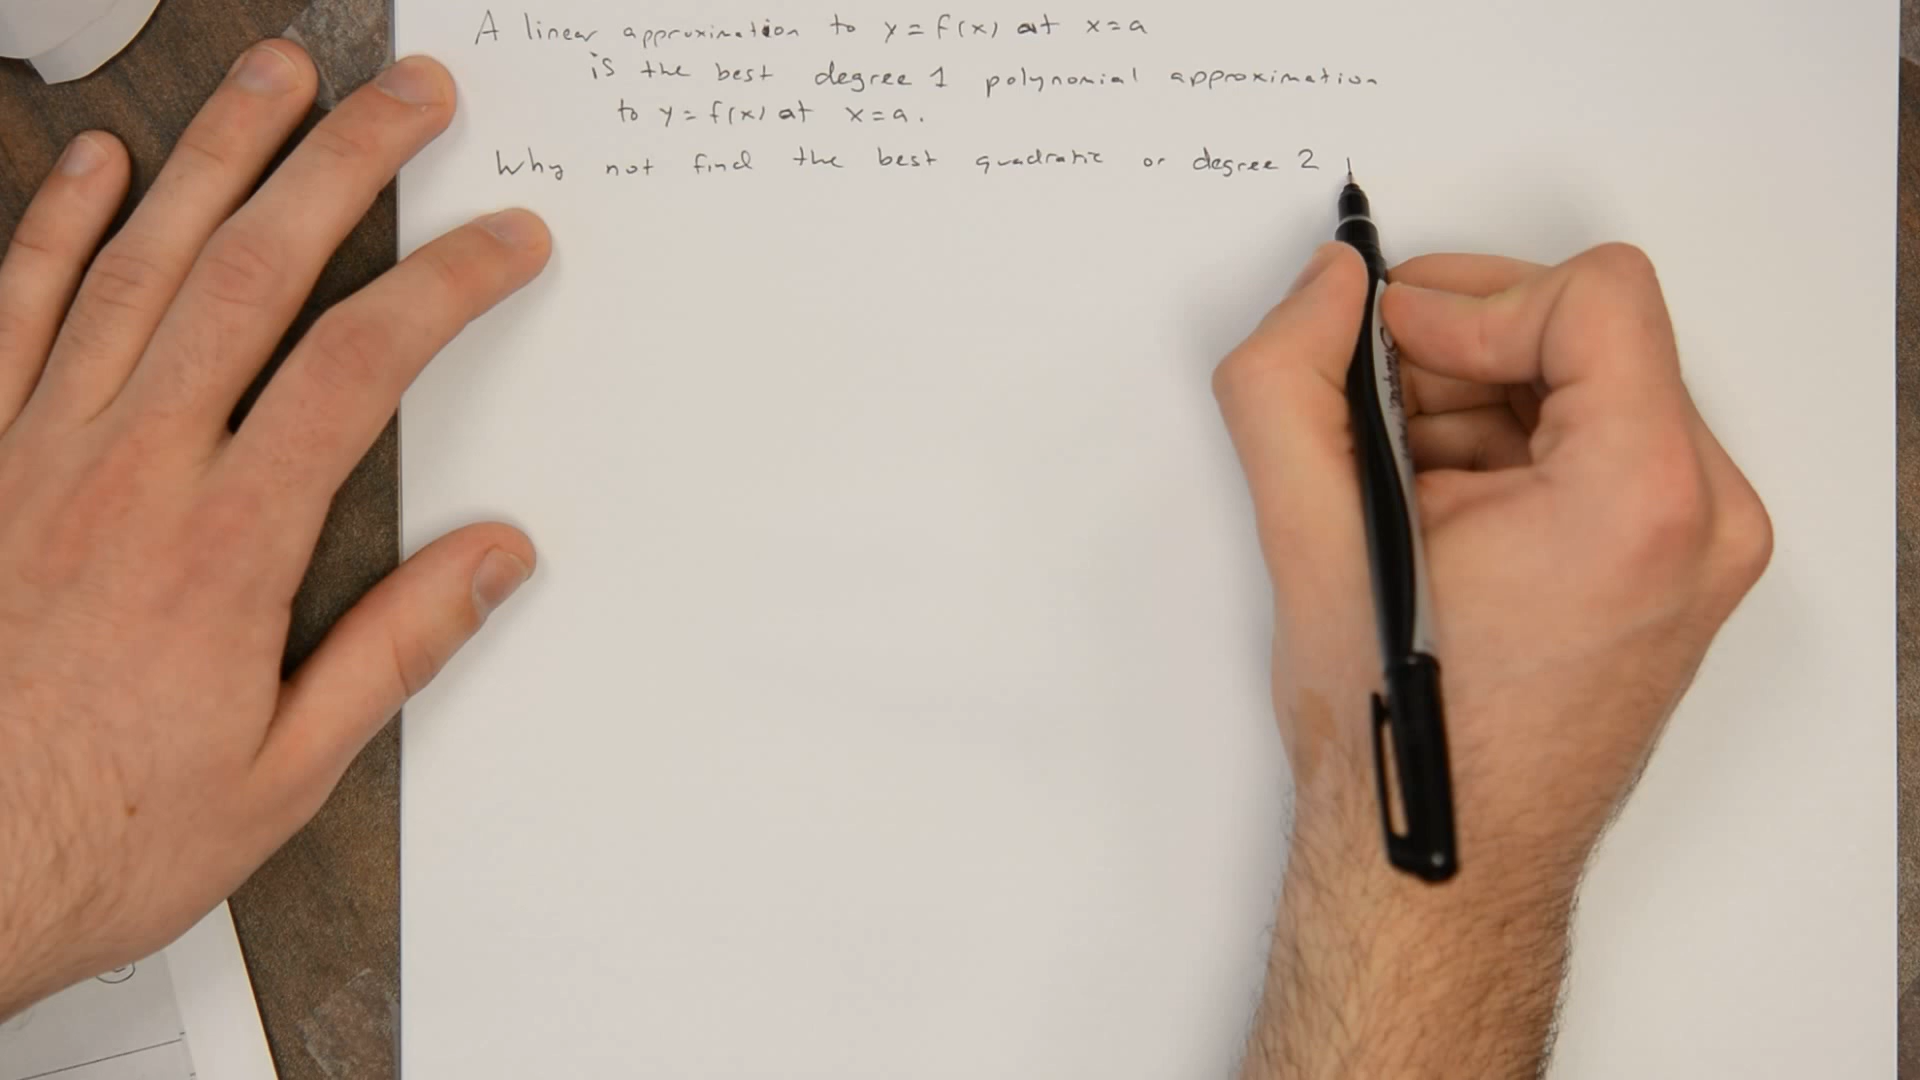 A linear approximation to y = f(x) at x=a
is the best degree 1 polynomial approximation
to y = f(x) at x=a.
Why not find the best quadratic or degree 2